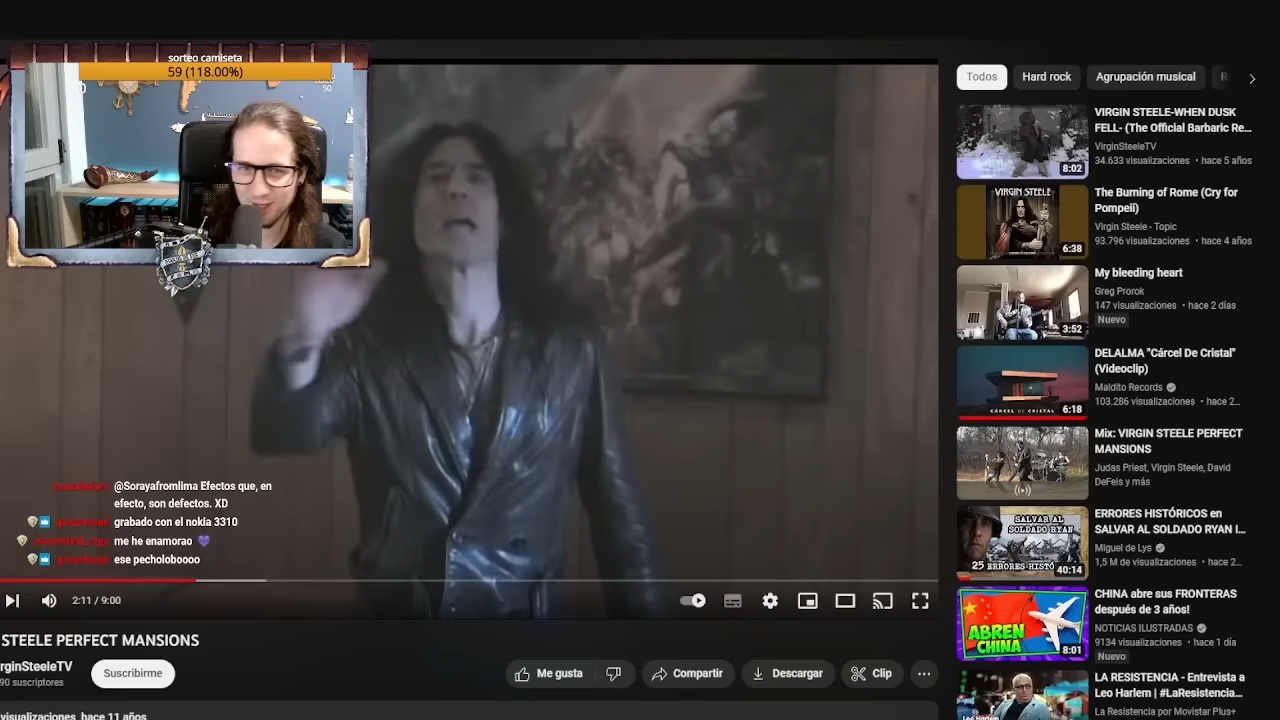 sorteo camiseta
59 (118.00%)
50
@Sorayafromlima Efectos que, en
efecto, son defectos. XD
grabado con el nokia 3310
me he enamorao 💜
ese pecholoboooo
2:11 / 9:00
STEELE PERFECT MANSIONS
rginSteeleTV
90 suscriptores
Suscribirme
Me gusta
Compartir
Descargar
Clip
visualizaciones hace 11 años
Todos
Hard rock
Agrupación musical
VIRGIN STEELE-WHEN DUSK
FELL- (The Official Barbaric Re...
VirginSteeleTV
34.633 visualizaciones • hace 5 años
8:02
VIRGIN STEELE
The Burning of Rome (Cry for
Pompeii)
Virgin Steele - Topic
93.796 visualizaciones • hace 4 años
6:38
My bleeding heart
Greg Prorok
147 visualizaciones • hace 2 días
Nuevo
3:52
DELALMA "Cárcel De Cristal"
(Videoclip)
Maldito Records
103.286 visualizaciones • hace 2...
CÁRCEL DE CRISTAL
6:18
Mix: VIRGIN STEELE PERFECT
MANSIONS
Judas Priest, Virgin Steele, David
DeFeis y más
ERRORES HISTÓRICOS en
SALVAR AL SOLDADO RYAN I...
Miguel de Lys
1,5 M de visualizaciones • hace 2...
SALVAR AL
SOLDADO RYAN
25 ERRORES HISTÓ
40:14
CHINA abre sus FRONTERAS
después de 3 años!
NOTICIAS ILUSTRADAS
9134 visualizaciones • hace 1 día
Nuevo
ABREN
CHINA
8:01
LA RESISTENCIA - Entrevista a
Leo Harlem | #LaResistencia...
La Resistencia por Movistar Plus+
Leo Harlem